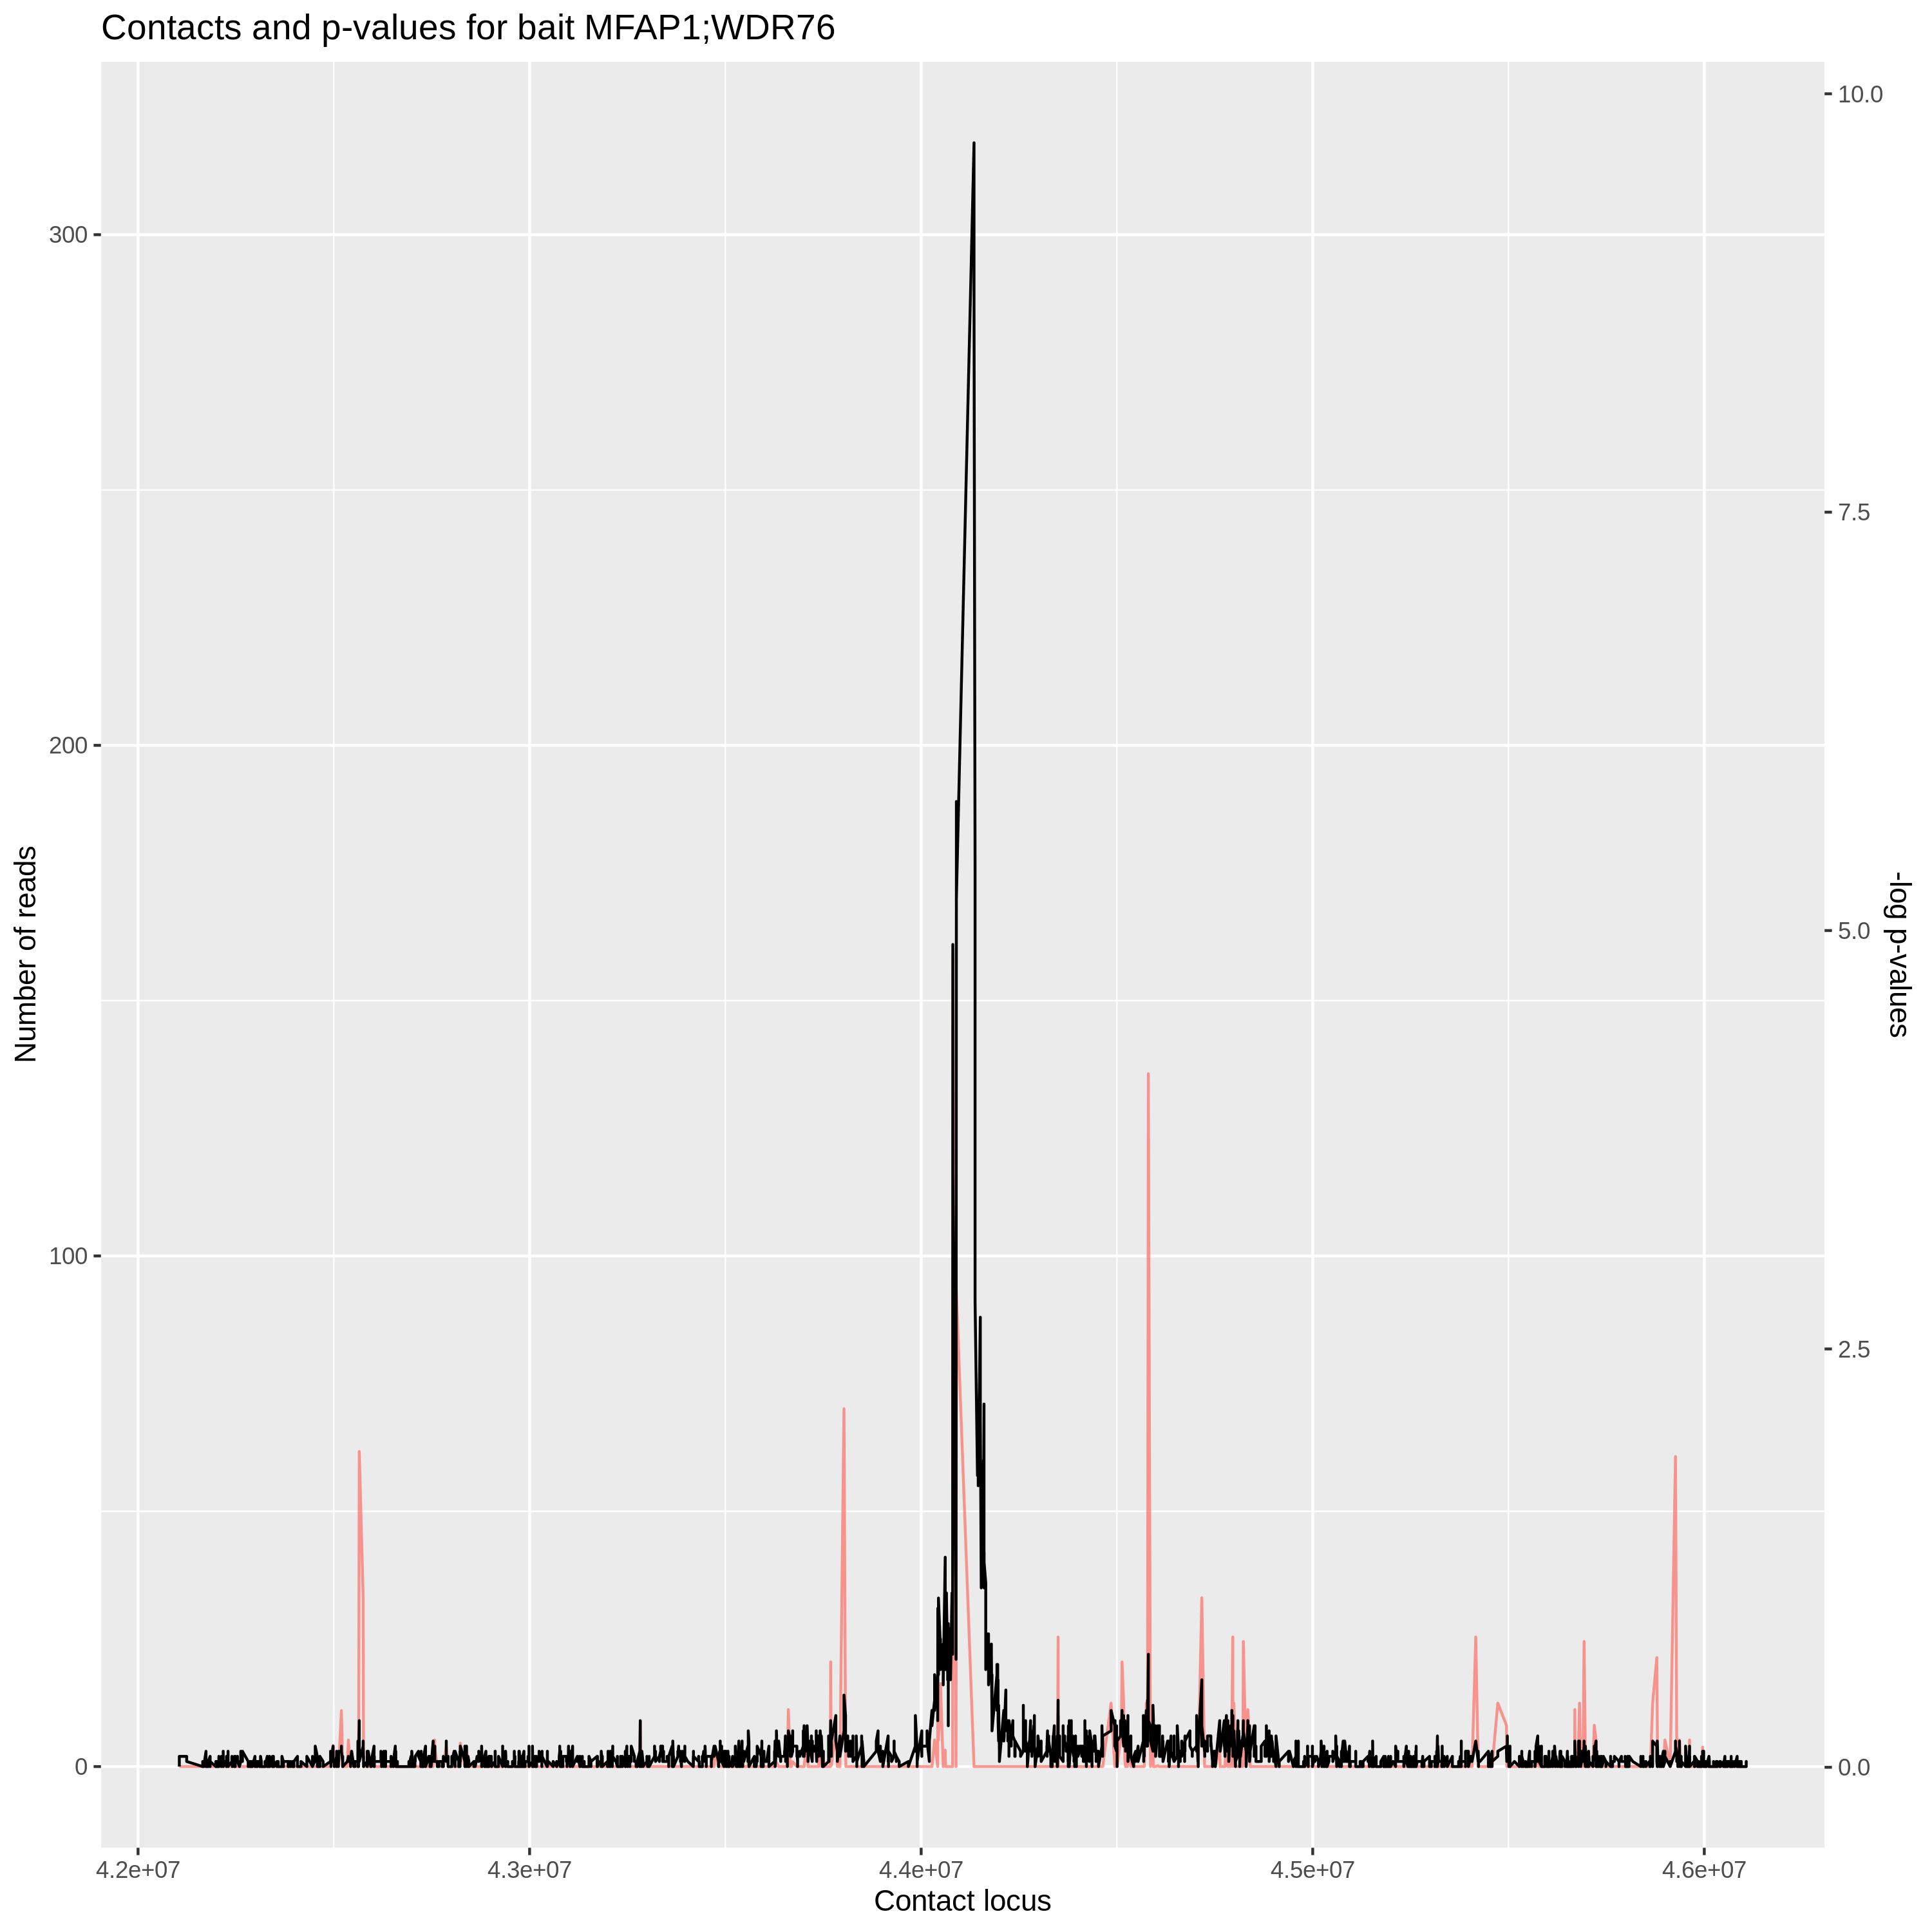 Contacts and p-values for bait MFAP1;WDR76
10.0
300
7.5
200
5.0
Number of reads
-log p-values
2.5
100
0
0.0
4.2e+07 4.3e+07 4.4e+07 4.5e+07 4.6e+07
Contact locus